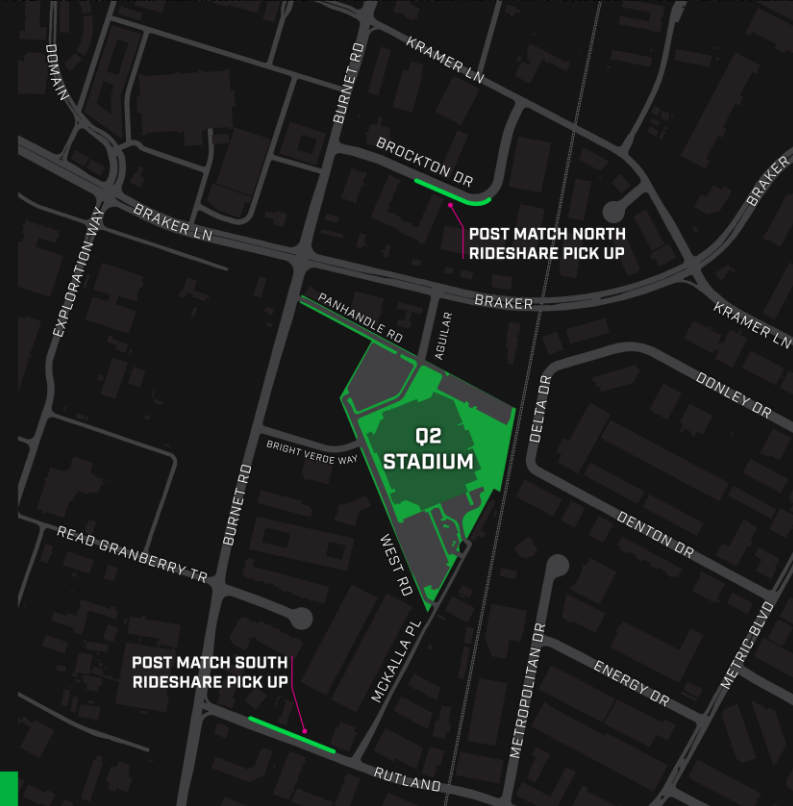 DOMAIN
BURNET RD
KRAMER LN
BROCKTON DR
BRAKER
BRAKER LN
EXPLORATION WAY
POST MATCH NORTH
RIDESHARE PICK UP
PANHANDLE RD
AGUILAR
BRAKER
KRAMER LN
DELTA DR
DONLEY DR
Q2
STADIUM
BRIGHT VERDE WAY
BURNET RD
DENTON DR
READ GRANBERRY TR
WEST RD
MCKALLA PL
METROPOLITAN DR
METRIC BLVD
ENERGY DR
POST MATCH SOUTH
RIDESHARE PICK UP
RUTLAND